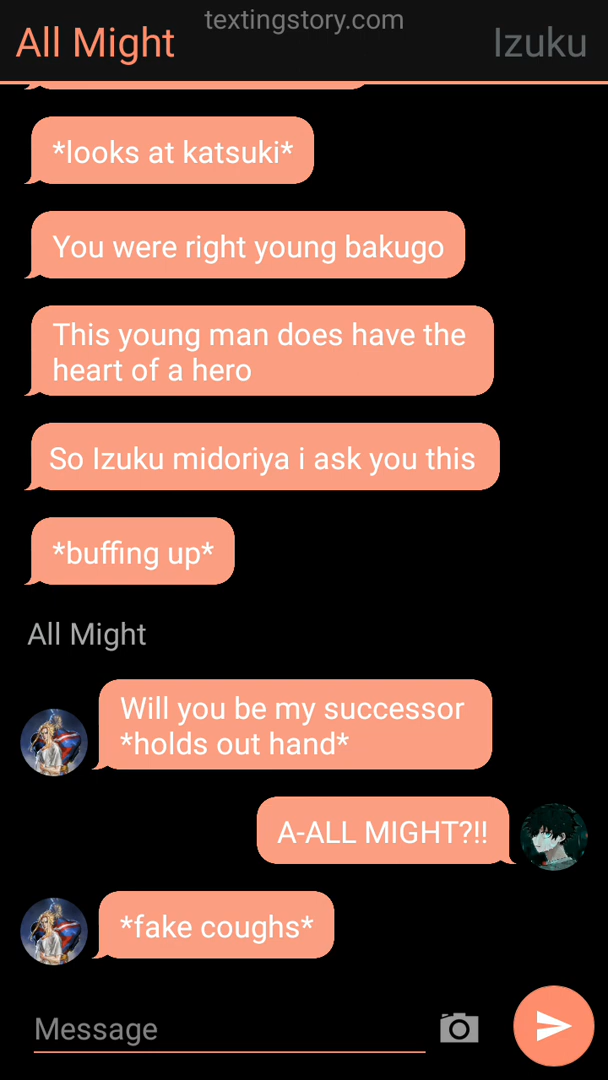 textingstory.com
All Might
Izuku
*looks at katsuki*
You were right young bakugo
This young man does have the
heart of a hero
So Izuku midoriya i ask you this
*buffing up*
All Might
Will you be my successor
*holds out hand*
A-ALL MIGHT?!!
*fake coughs*
Message